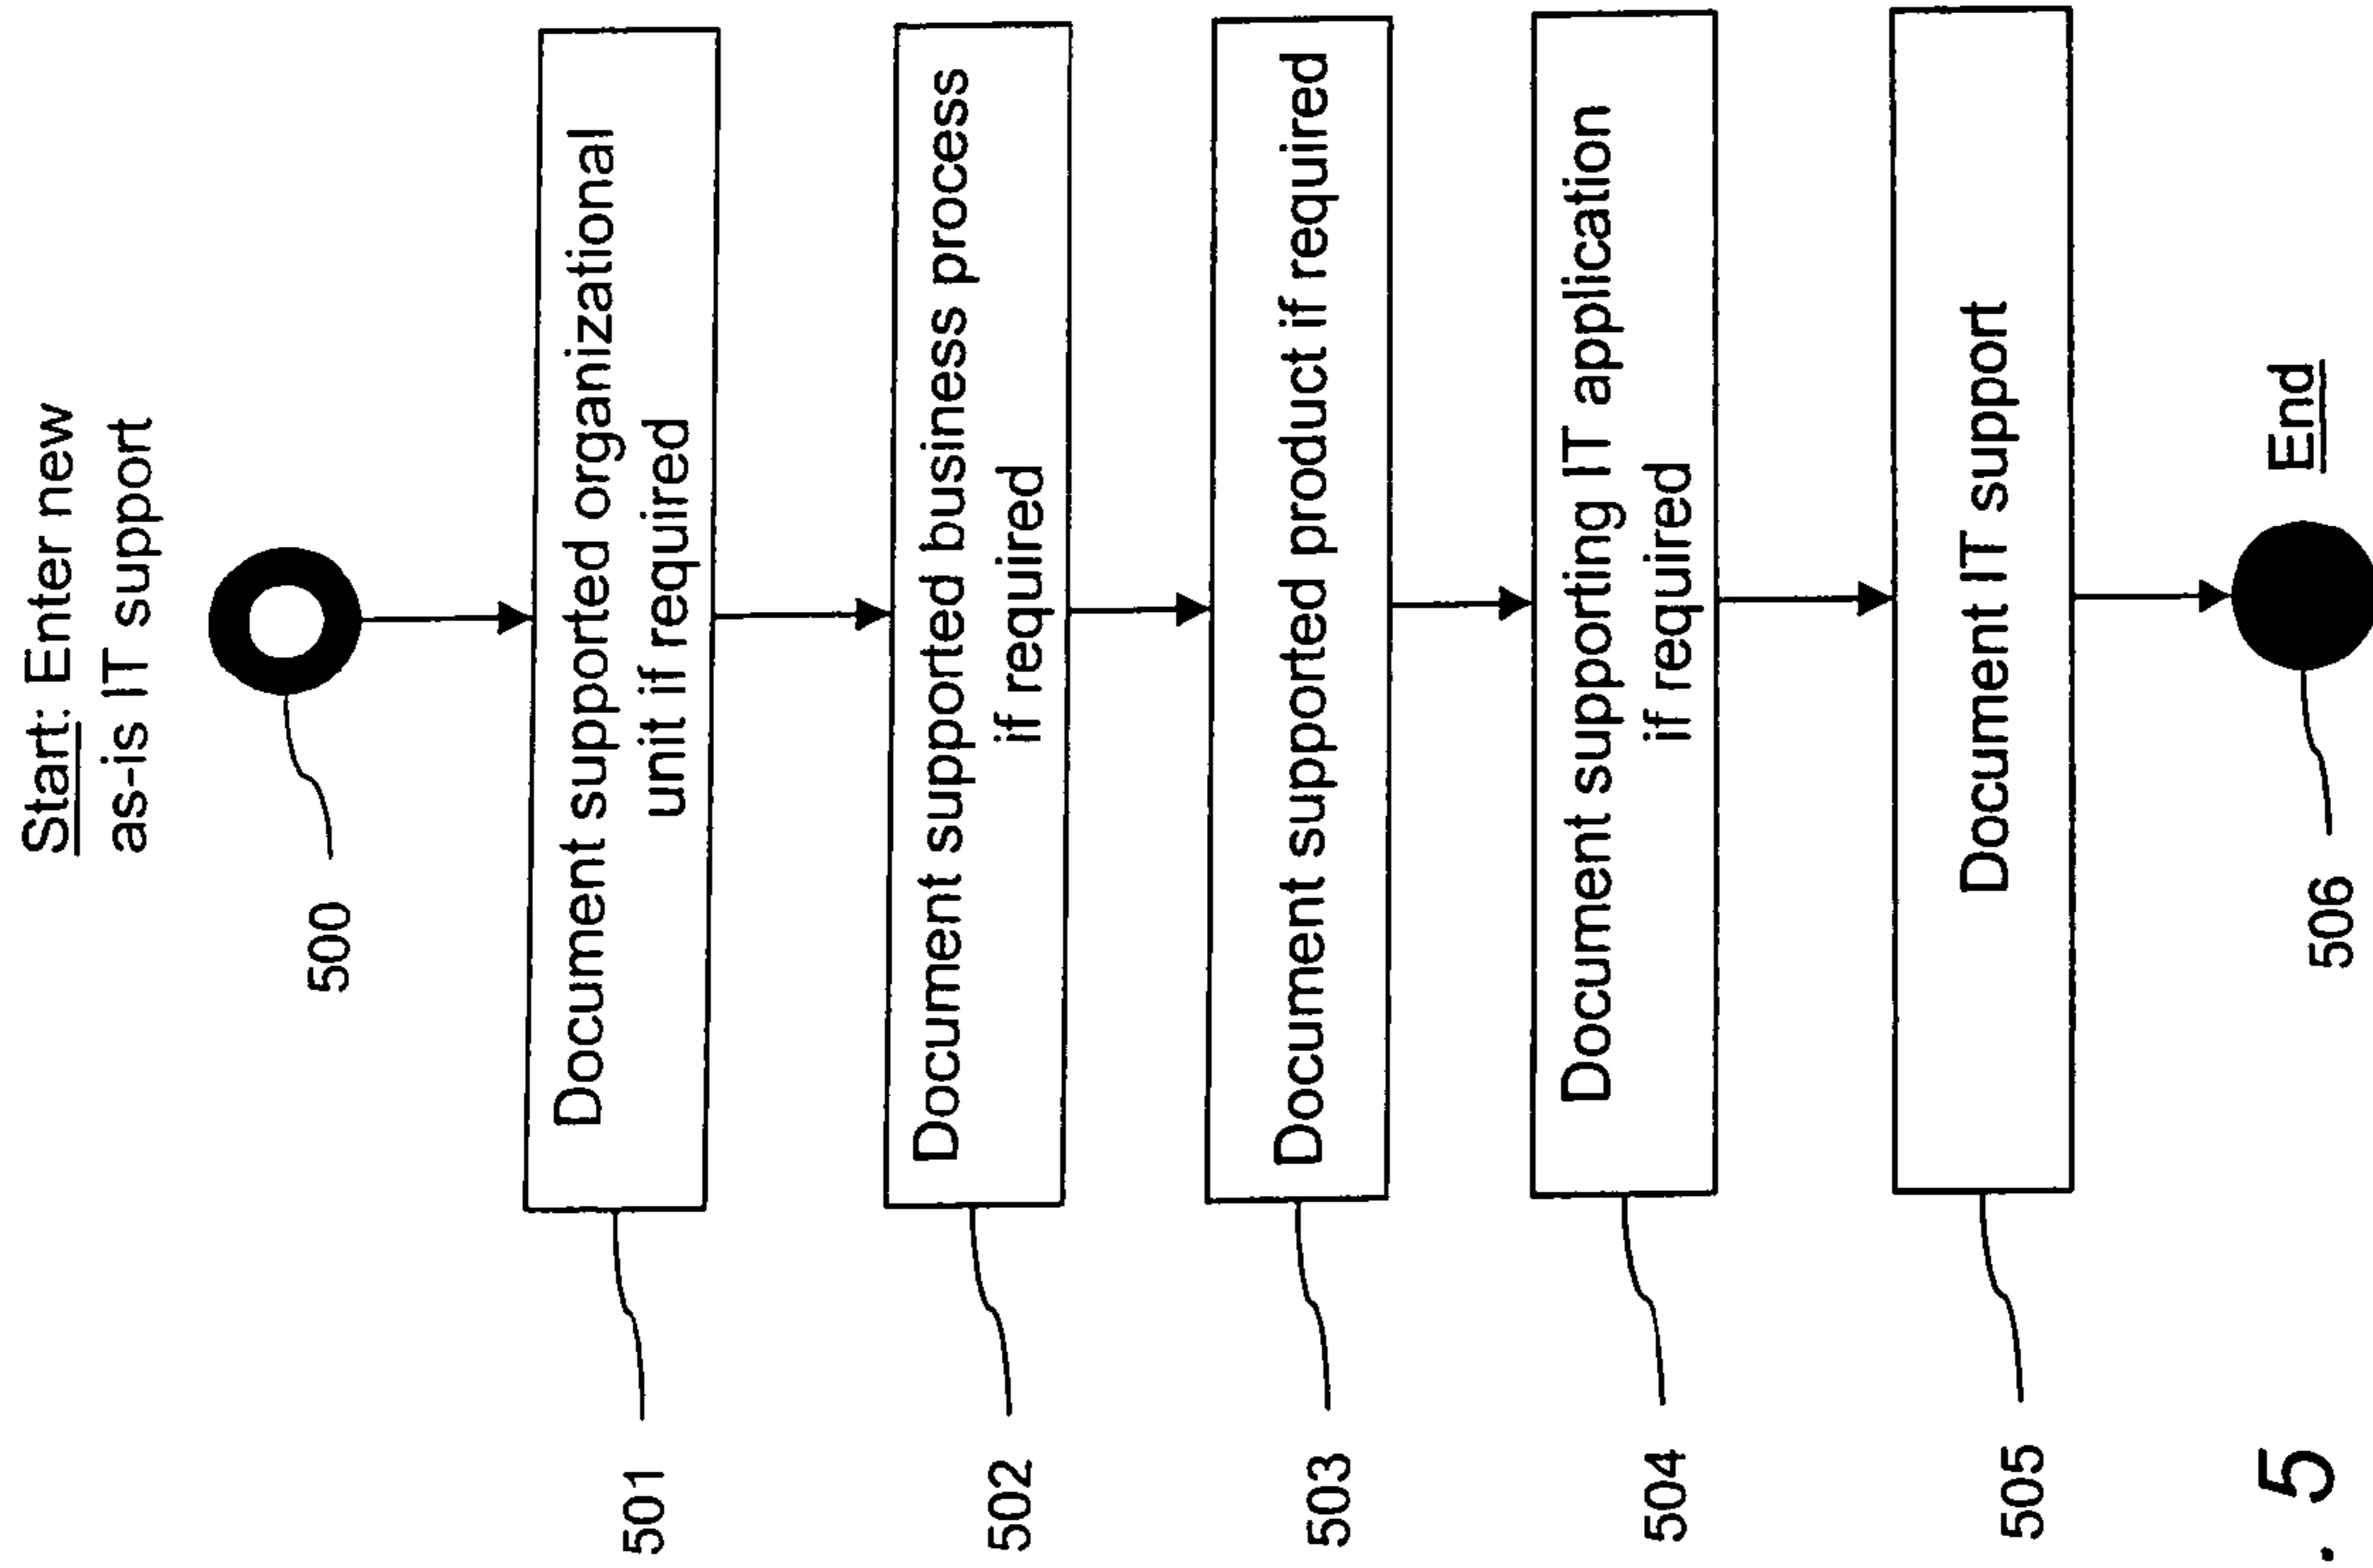 Start: Enter new
as-is IT support
500
501
Document supported organizational
unit if required
502
Document supported business process
if required
503
Document supported product if required
504
Document supporting IT application
if required
505
Document IT support
506
End
. 5